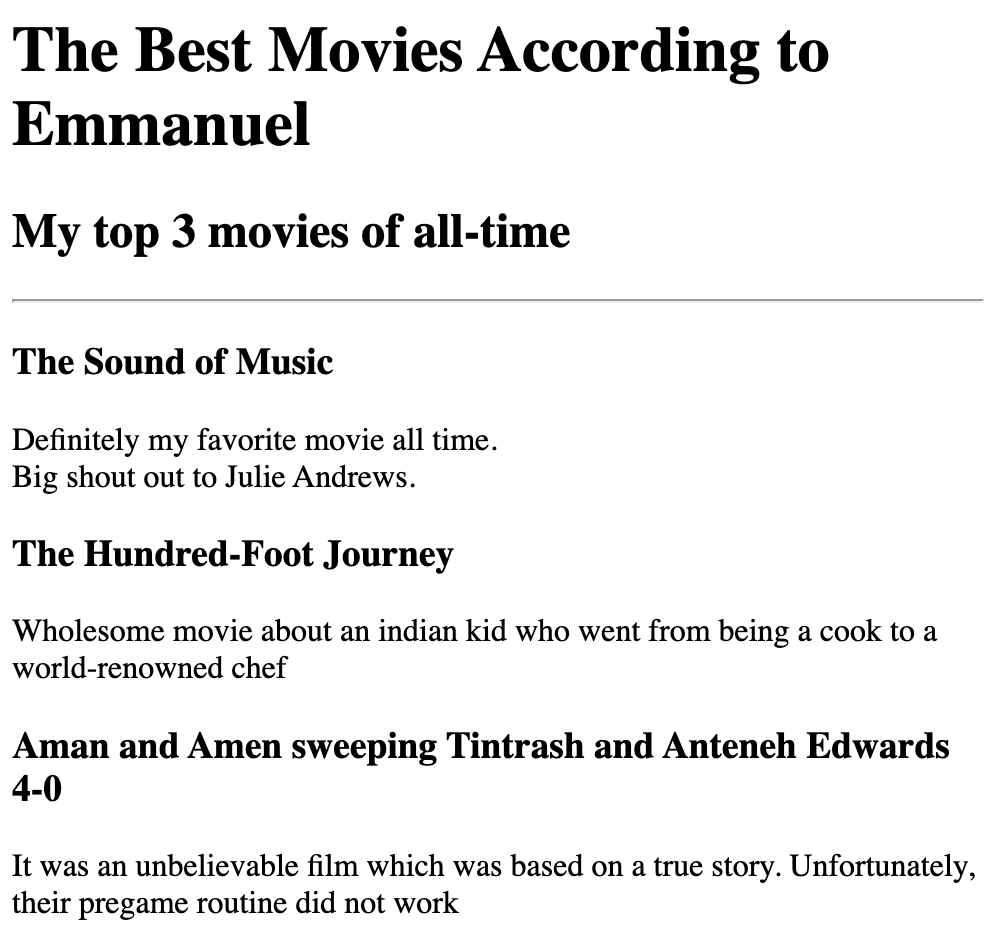 The Best Movies According to
Emmanuel
My top 3 movies of all-time
The Sound of Music
Definitely my favorite movie all time.
Big shout out to Julie Andrews.
The Hundred-Foot Journey
Wholesome movie about an indian kid who went from being a cook to a
world-renowned chef
Aman and Amen sweeping Tintrash and Anteneh Edwards
4-0
It was an unbelievable film which was based on a true story. Unfortunately,
their pregame routine did not work